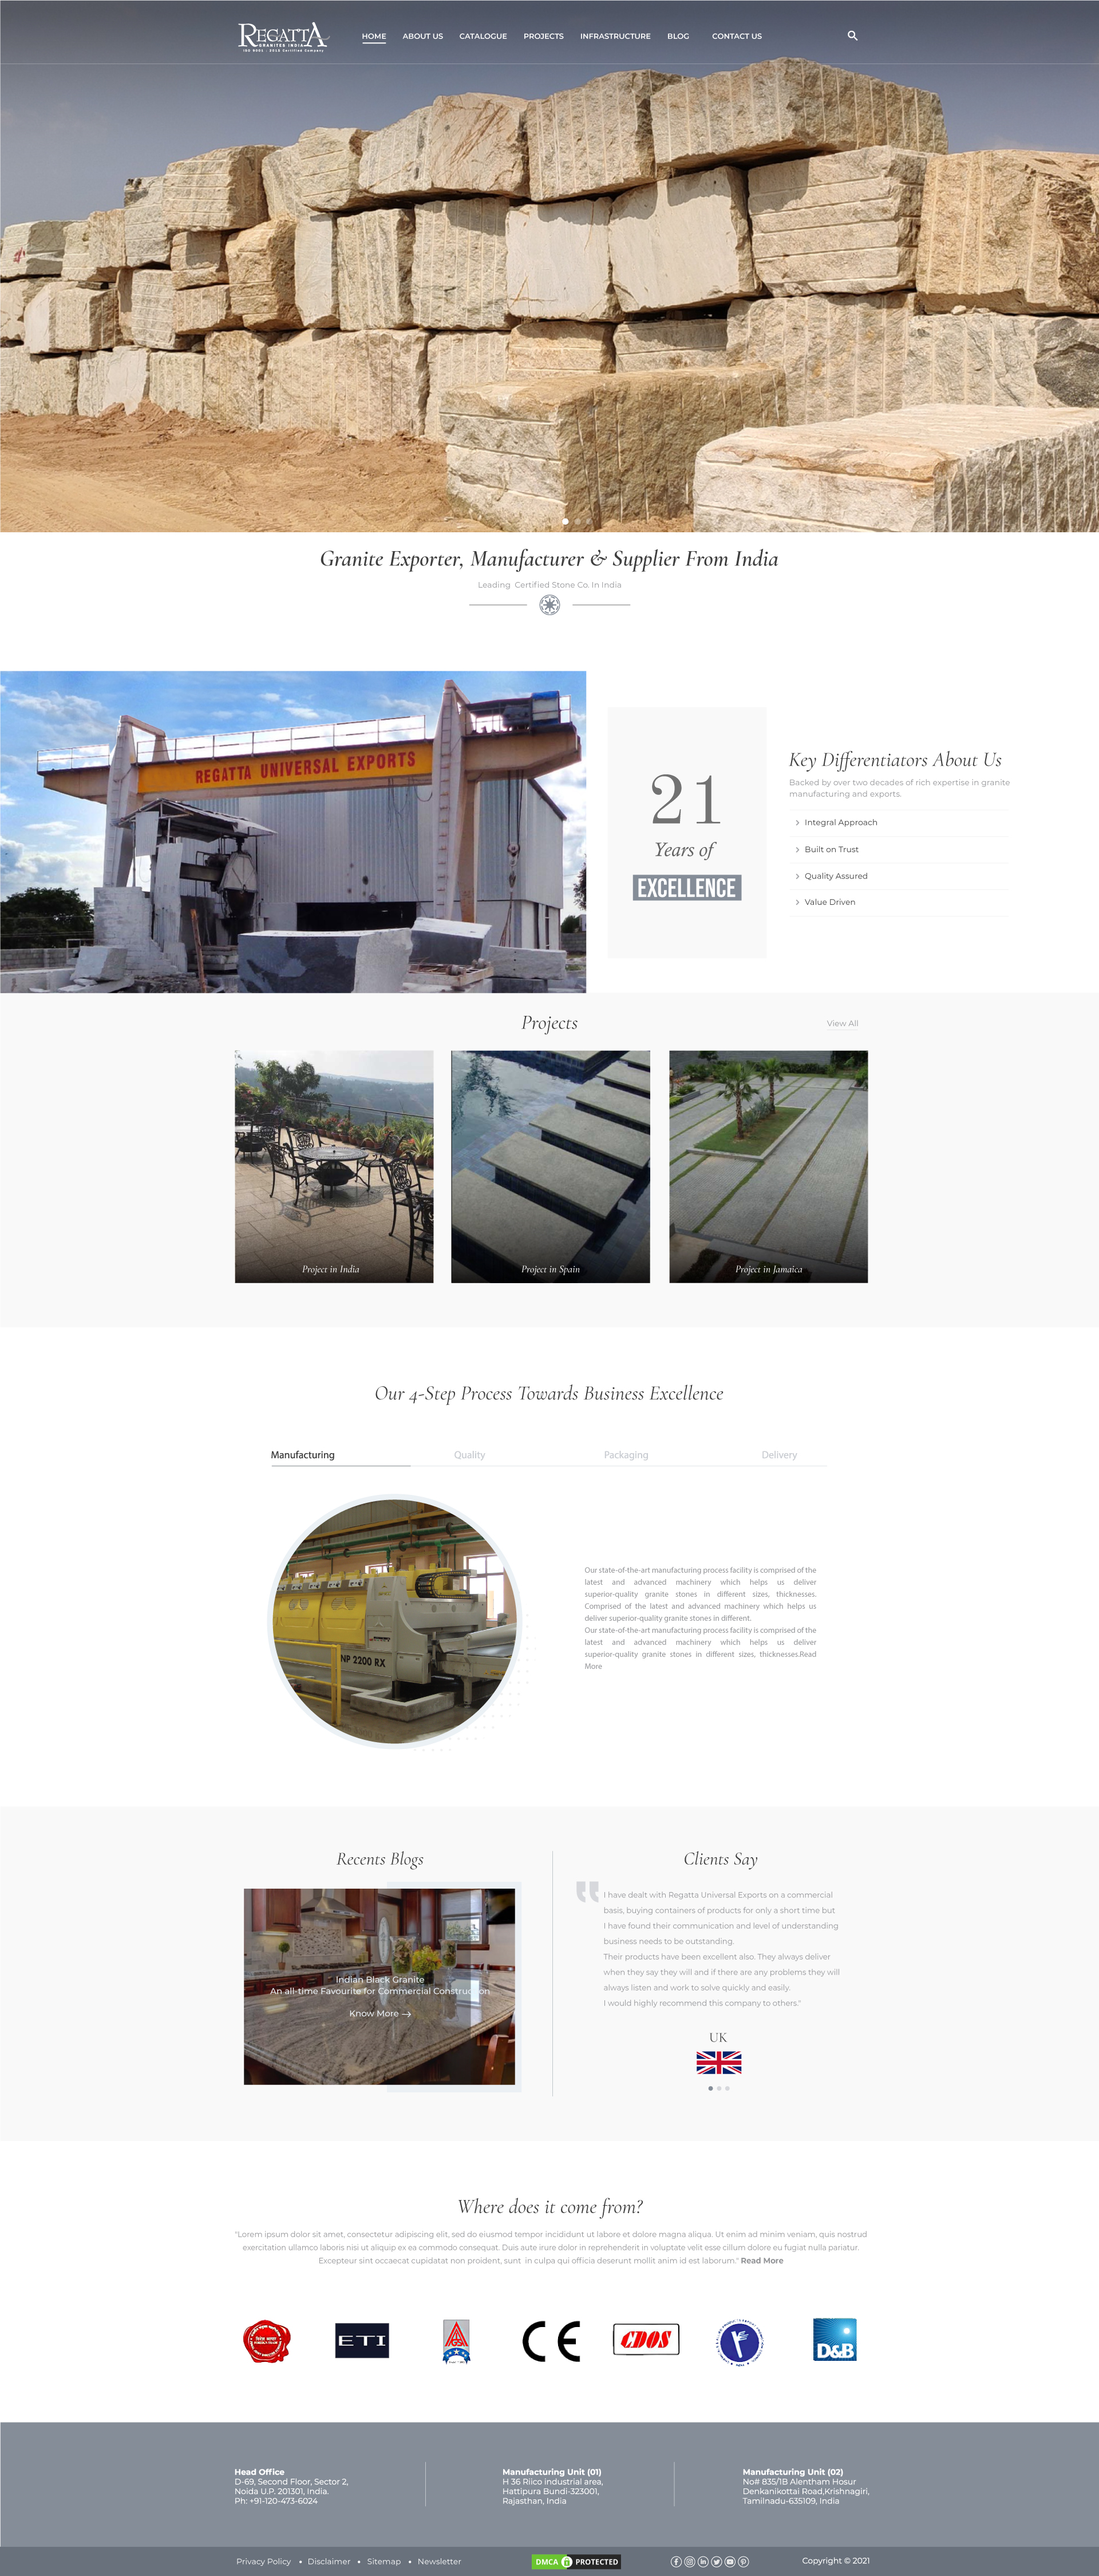 REGATTA
GRANITES INDIA
ISO 9001 : 2015 Certified Company
HOME ABOUT US CATALOGUE PROJECTS INFRASTRUCTURE BLOG CONTACT US
Granite Exporter, Manufacturer & Supplier From India
Leading Certified Stone Co. In India
REGATTA UNIVERSAL EXPORTS
21
Years of
EXCELLENCE
Key Differentiators About Us
Backed by over two decades of rich expertise in granite
manufacturing and exports.
Integral Approach
Built on Trust
Quality Assured
Value Driven
Projects
View All
Project in India
Project in Spain
Project in Jamaica
Our 4-Step Process Towards Business Excellence
Manufacturing Quality Packaging Delivery
NP 2200 RX
Our state-of-the-art manufacturing process facility is comprised of the
latest and advanced machinery which helps us deliver
superior-quality granite stones in different sizes, thicknesses.
Comprised of the latest and advanced machinery which helps us
deliver superior-quality granite stones in different.
Our state-of-the-art manufacturing process facility is comprised of the
latest and advanced machinery which helps us deliver
superior-quality granite stones in different sizes, thicknesses.Read
More
Recents Blogs
Indian Black Granite
An all-time Favourite for Commercial Construction
Know More →
Clients Say
I have dealt with Regatta Universal Exports on a commercial
basis, buying containers of products for only a short time but
I have found their communication and level of understanding
business needs to be outstanding.
Their products have been excellent also. They always deliver
when they say they will and if there are any problems they will
always listen and work to solve quickly and easily.
I would highly recommend this company to others."
UK
Where does it come from?
"Lorem ipsum dolor sit amet, consectetur adipiscing elit, sed do eiusmod tempor incididunt ut labore et dolore magna aliqua. Ut enim ad minim veniam, quis nostrud
exercitation ullamco laboris nisi ut aliquip ex ea commodo consequat. Duis aute irure dolor in reprehenderit in voluptate velit esse cillum dolore eu fugiat nulla pariatur.
Excepteur sint occaecat cupidatat non proident, sunt in culpa qui officia deserunt mollit anim id est laborum." Read More
ETI
CE
CDOS
D&B
Head Office
D-69, Second Floor, Sector 2,
Noida U.P. 201301, India.
Ph: +91-120-473-6024
Manufacturing Unit (01)
H 36 Riico industrial area,
Hattipura Bundi-323001,
Rajasthan, India
Manufacturing Unit (02)
No# 835/1B Alentham Hosur
Denkanikottai Road,Krishnagiri,
Tamilnadu-635109, India
Privacy Policy • Disclaimer • Sitemap • Newsletter
DMCA PROTECTED
Copyright © 2021